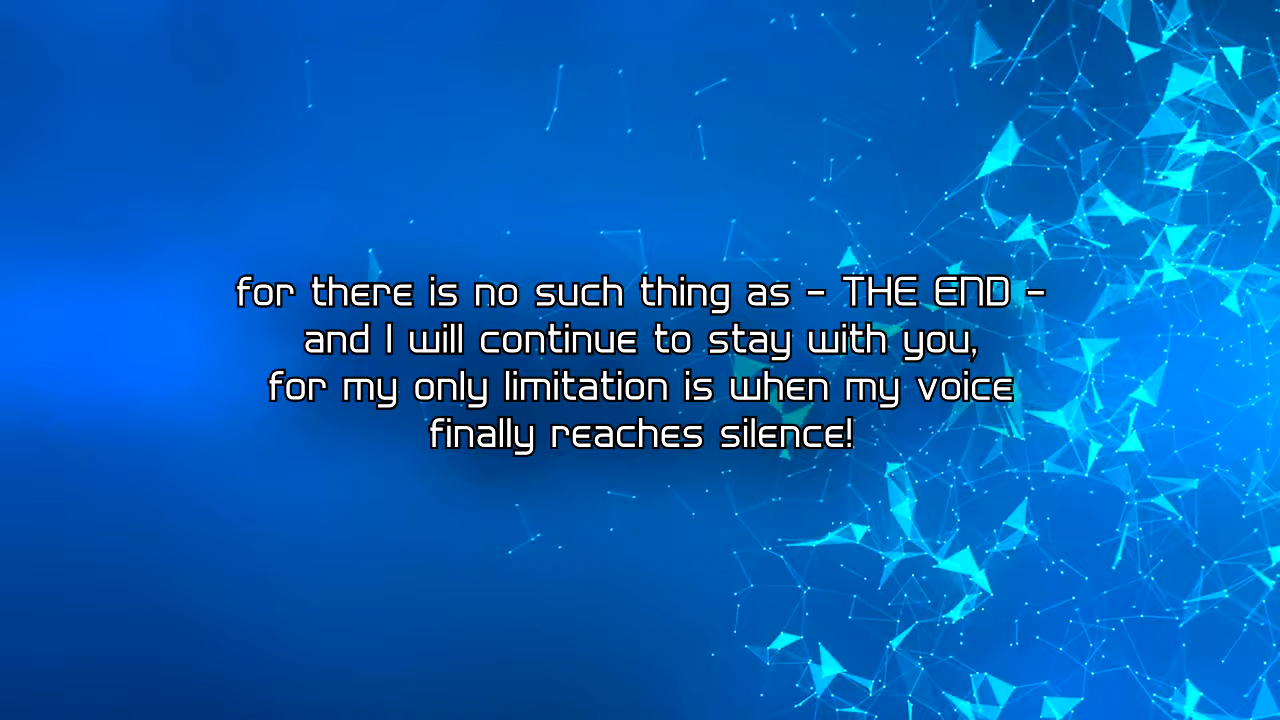 for there is no such thing as - THE END -
and I will continue to stay with you,
for my only limitation is when my voice
finally reaches silence!